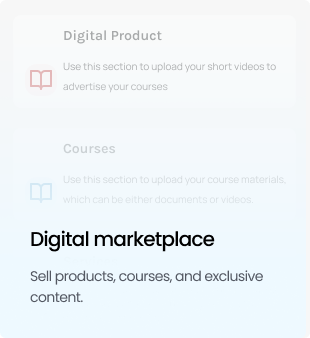 Digital Product
Use this section to upload your short videos to
advertise your courses
Courses
Use this section to upload your course materials,
which can be either documents or videos.
Digital marketplace
Sell products, courses, and exclusive
content.